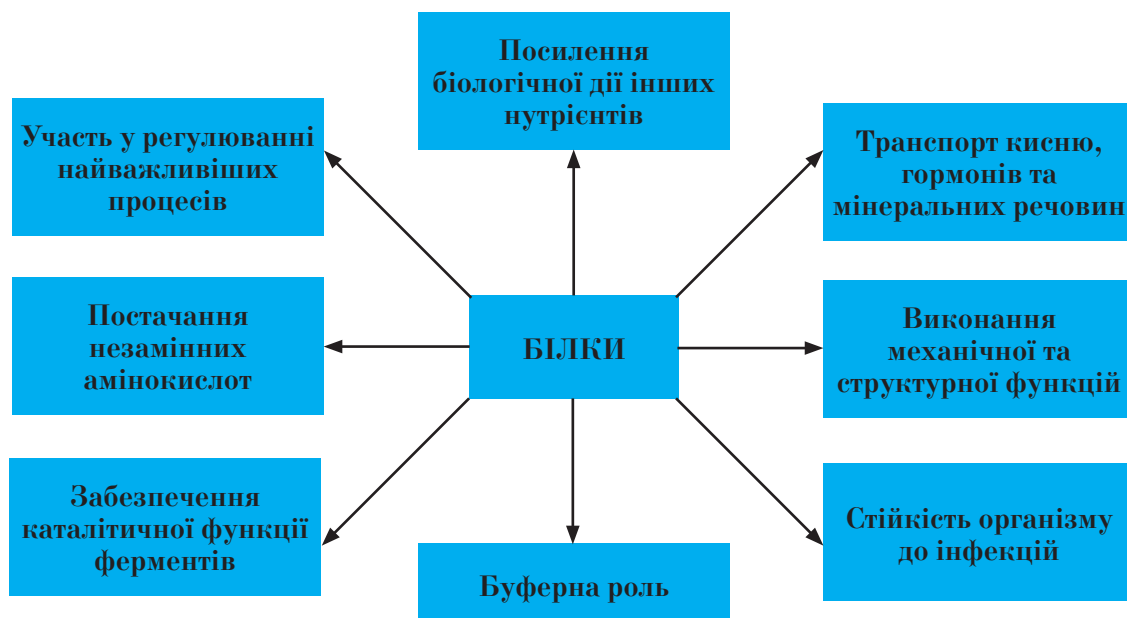 Посилення
біологічної дії інших
нутрієнтів
Участь у регулюванні
найважливіших
процесів
Транспорт кисню,
гормонів та
мінеральних речовин
Постачання
незамінних
амінокислот
БІЛКИ
Виконання
механічної та
структурної функцій
Забезпечення
каталітичної функції
ферментів
Буферна роль
Стійкість організму
до інфекцій